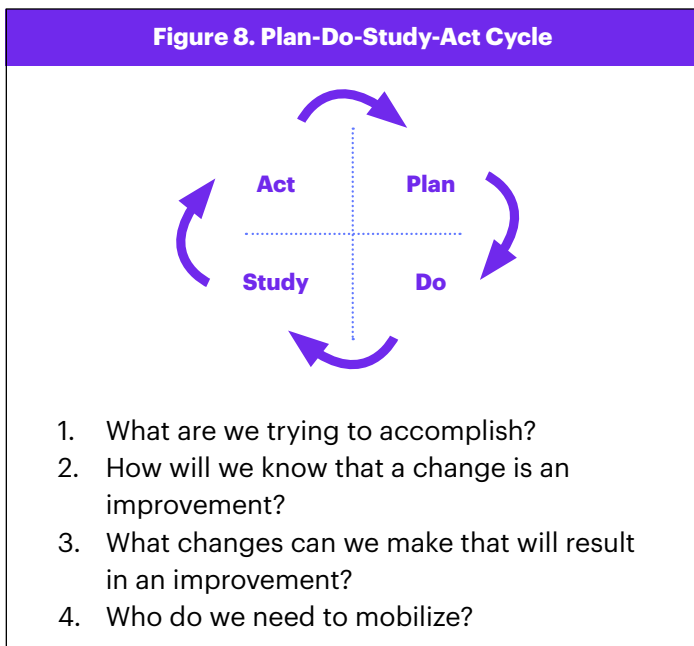 Figure 8. Plan-Do-Study-Act Cycle
Act
Plan
Study
Do
1. What are we trying to accomplish?
2. How will we know that a change is an
improvement?
3. What changes can we make that will result
in an improvement?
4. Who do we need to mobilize?